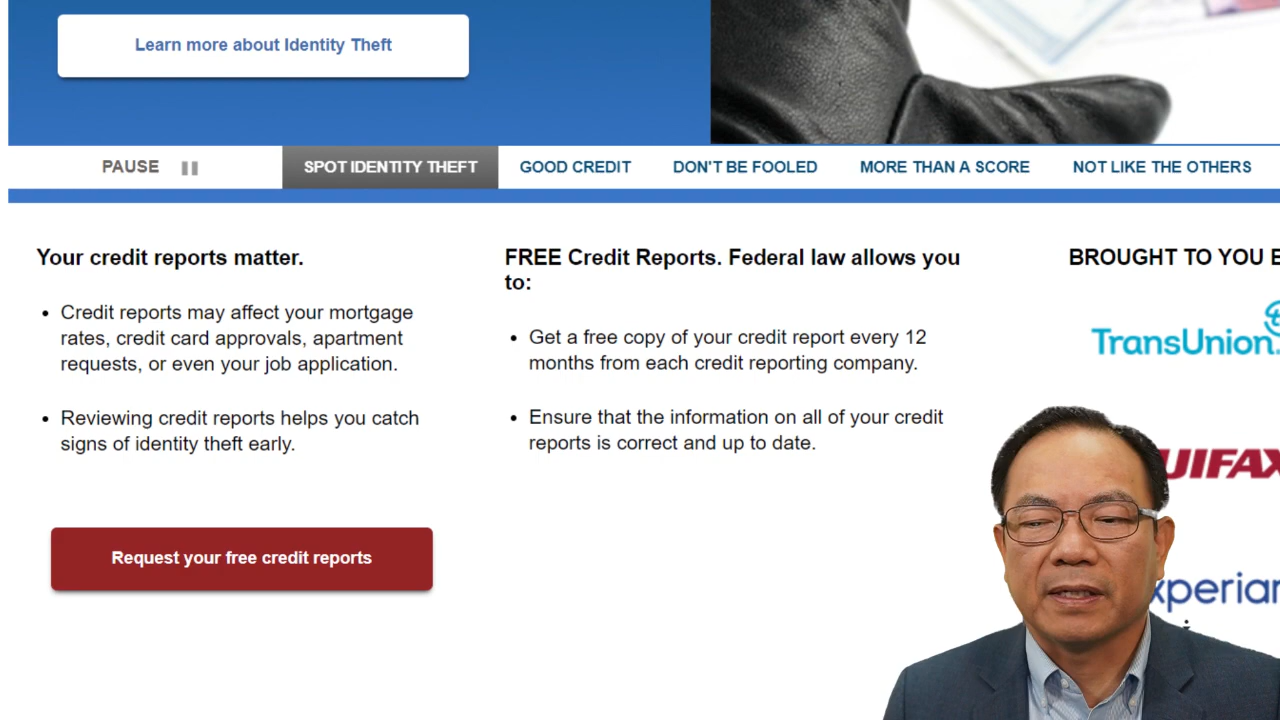 Learn more about Identity Theft
PAUSE
SPOT IDENTITY THEFT
GOOD CREDIT
DON'T BE FOOLED
MORE THAN A SCORE
NOT LIKE THE OTHERS
Your credit reports matter.
• Credit reports may affect your mortgage
rates, credit card approvals, apartment
requests, or even your job application.
• Reviewing credit reports helps you catch
signs of identity theft early.
Request your free credit reports
FREE Credit Reports. Federal law allows you
to:
• Get a free copy of your credit report every 12
months from each credit reporting company.
• Ensure that the information on all of your credit
reports is correct and up to date.
BROUGHT TO YOU
TransUnion
UIFAX
xperian